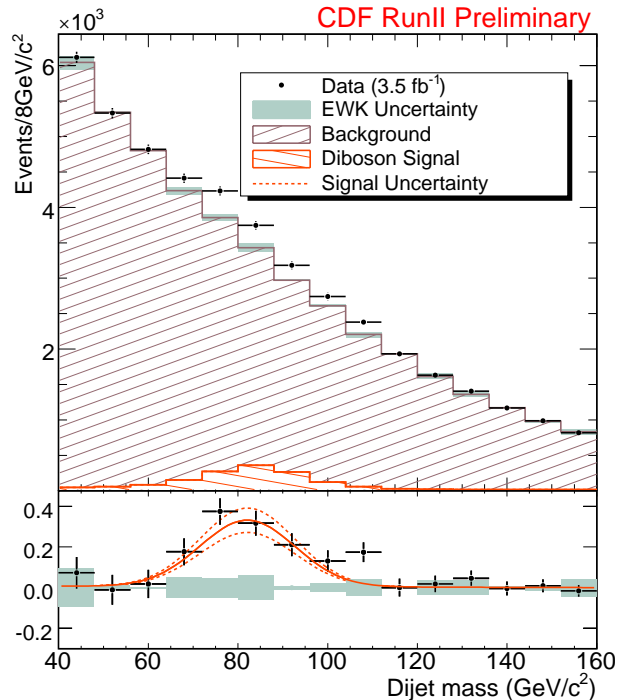 CDF RunII Preliminary
×10³
6
4
2
Events/8GeV/c²
Data (3.5 fb⁻¹)
EWK Uncertainty
Background
Diboson Signal
Signal Uncertainty
0.4
0.2
0.0
-0.2
40 60 80 100 120 140 160
Dijet mass (GeV/c²)